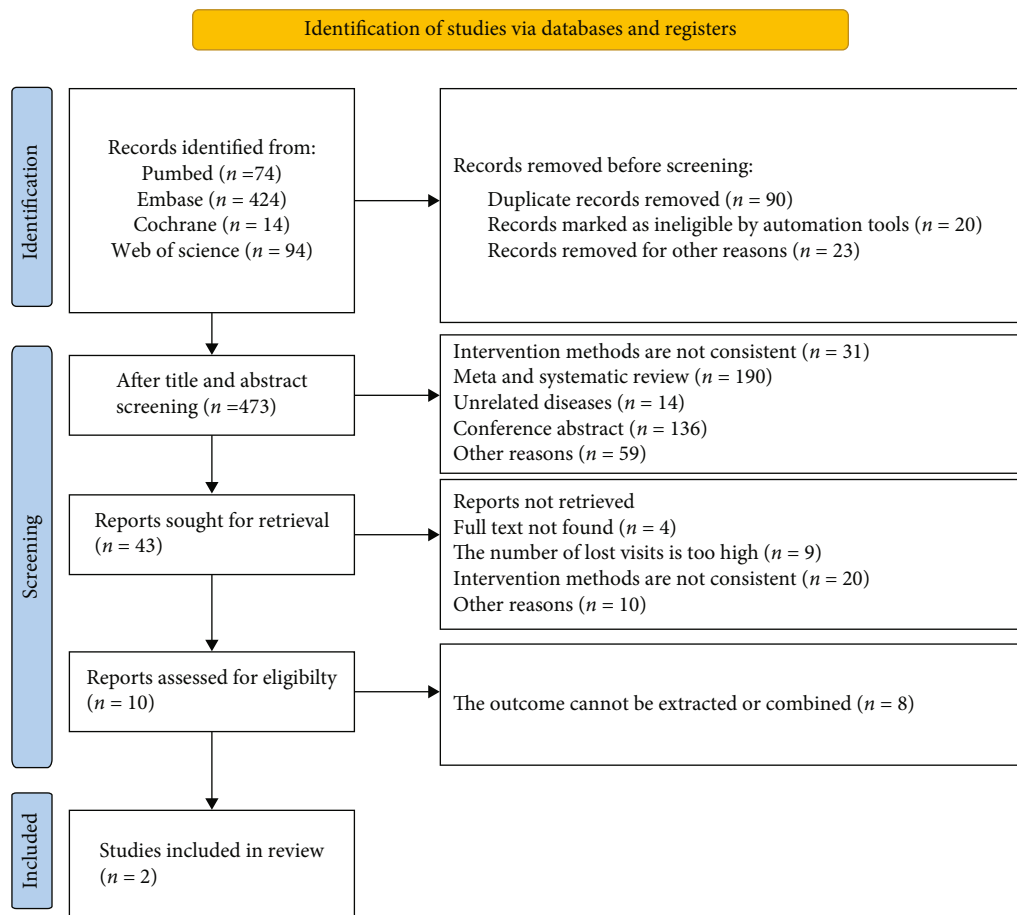 Identification of studies via databases and registers
Identification
Records identified from:
Pumbed (n =74)
Embase (n = 424)
Cochrane (n = 14)
Web of science (n = 94)
Records removed before screening:
Duplicate records removed (n = 90)
Records marked as ineligible by automation tools (n = 20)
Records removed for other reasons (n = 23)
Screening
After title and abstract
screening (n =473)
Intervention methods are not consistent (n = 31)
Meta and systematic review (n = 190)
Unrelated diseases (n = 14)
Conference abstract (n = 136)
Other reasons (n = 59)
Reports sought for retrieval
(n = 43)
Reports not retrieved
Full text not found (n = 4)
The number of lost visits is too high (n = 9)
Intervention methods are not consistent (n = 20)
Other reasons (n = 10)
Reports assessed for eligibilty
(n = 10)
The outcome cannot be extracted or combined (n = 8)
Included
Studies included in review
(n = 2)